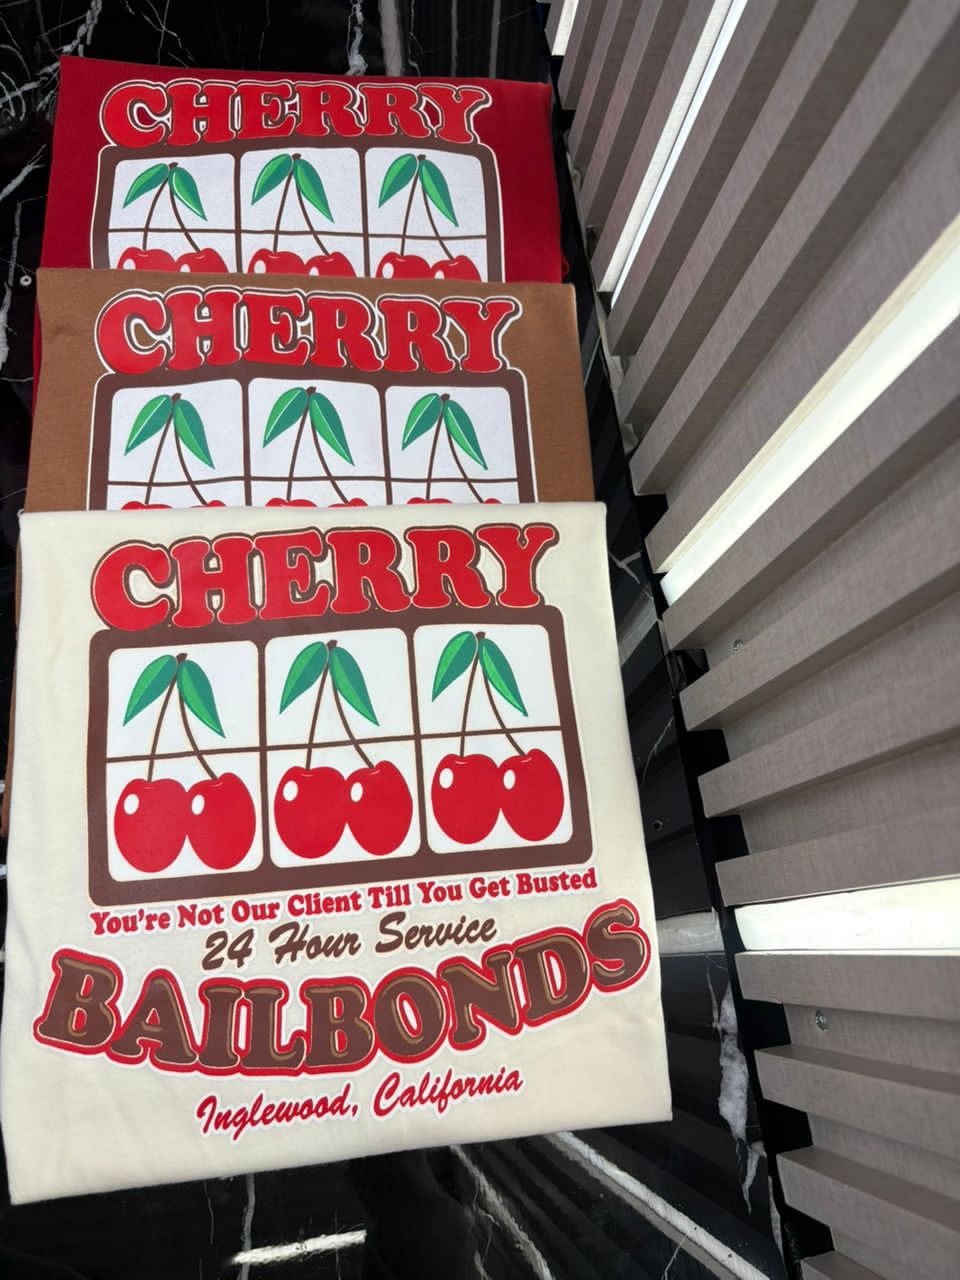 CHERRY
CHERRY
CHERRY
You're Not Our Client Till You Get Busted
24 Hour Service
BAILBONDS
Inglewood, California